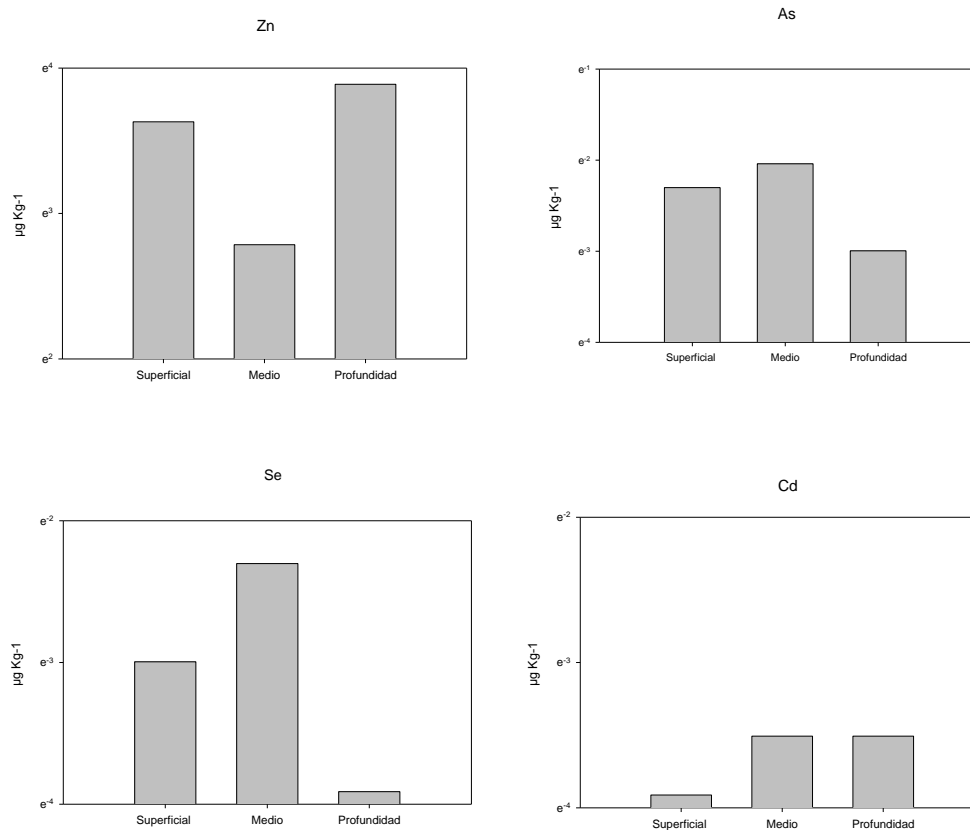 Zn
e⁴
e³
e²
µg Kg-1
Superficial Medio Profundidad
As
e⁻¹
e⁻²
e⁻³
e⁻⁴
µg Kg-1
Superficial Medio Profundidad
Se
e⁻²
e⁻³
e⁻⁴
µg Kg-1
Superficial Medio Profundidad
Cd
e⁻²
e⁻³
e⁻⁴
µg Kg-1
Superficial Medio Profundidad